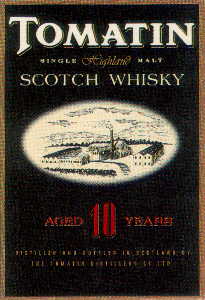 TOMATIN
SINGLE Highland MALT
SCOTCH WHISKY
AGED 10 YEARS
DISTILLED AND BOTTLED IN SCOTLAND BY
THE TOMATIN DISTILLERY CO LTD